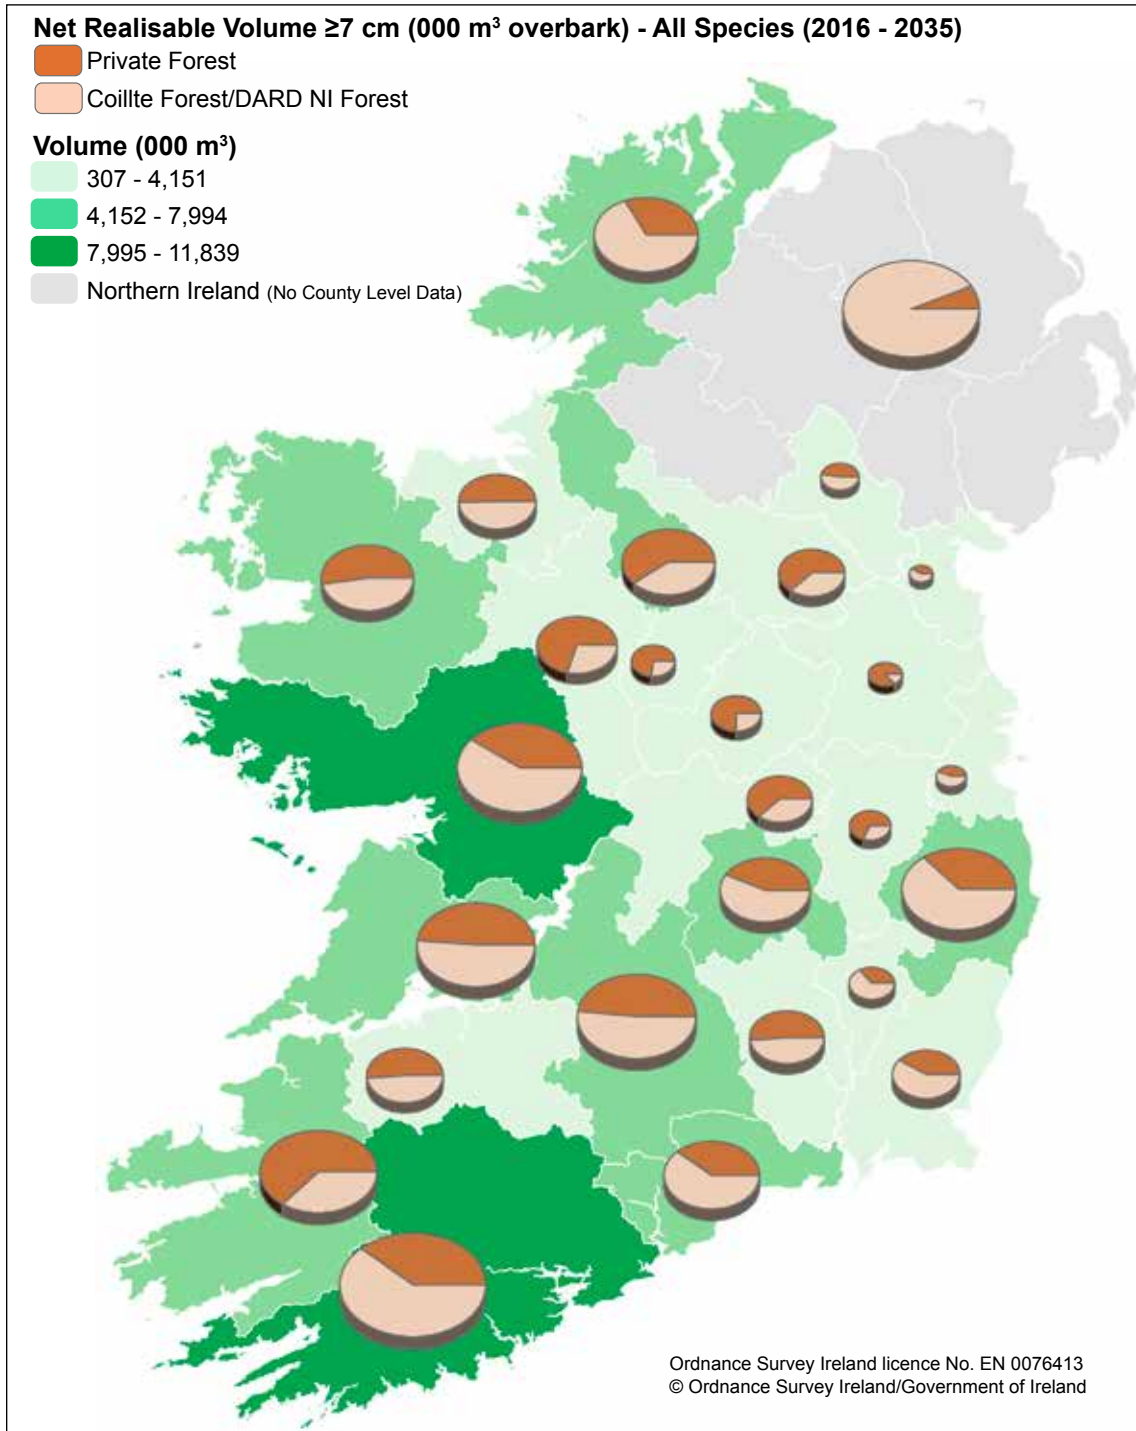 Net Realisable Volume ≥7 cm (000 m³ overbark) - All Species (2016 - 2035)
Private Forest
Coillte Forest/DARD NI Forest
Volume (000 m³)
307 - 4,151
4,152 - 7,994
7,995 - 11,839
Northern Ireland (No County Level Data)
Ordnance Survey Ireland licence No. EN 0076413
© Ordnance Survey Ireland/Government of Ireland